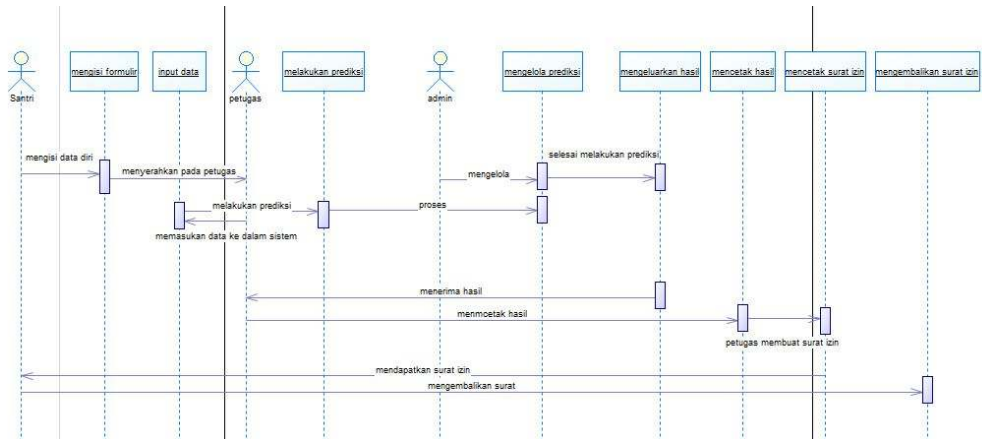 mengisi formulir
input data
melakukan prediksi
mengelola prediksi
mengeluarkan hasil
mencetak hasil
mencetak surat izin
mengembalikan surat izin
Santri
petugas
admin
mengisi data diri
menyerahkan pada petugas
mengelola
selesai melakukan prediksi
melakukan prediksi
proses
memasukan data ke dalam sistem
menerima hasil
menmcetak hasil
petugas membuat surat izin
mendapatkan surat izin
mengembalikan surat